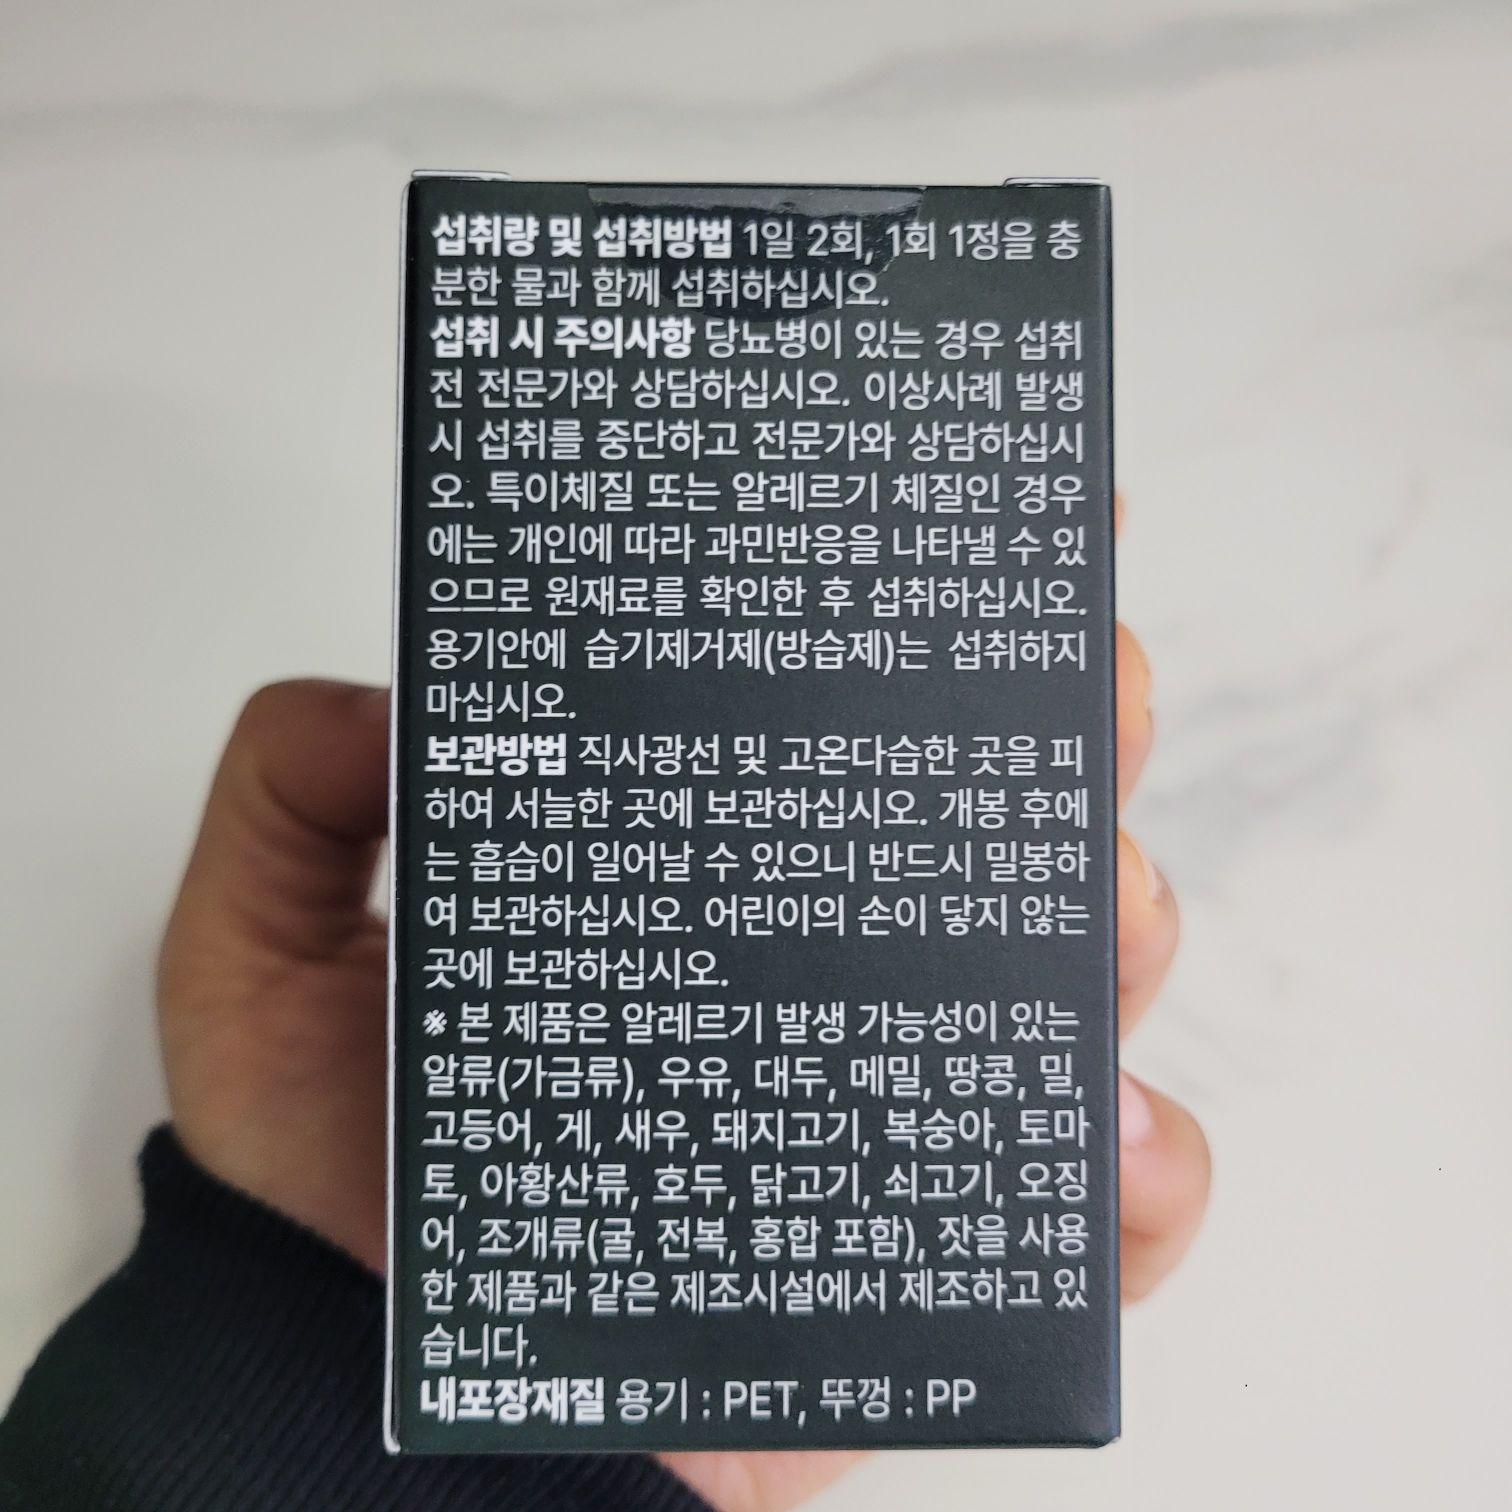 섭취량 및 섭취방법 1일 2회, 1회 1정을 충
분한 물과 함께 섭취하십시오.
섭취 시 주의사항 당뇨병이 있는 경우 섭취
전 전문가와 상담하십시오. 이상사례 발생
시 섭취를 중단하고 전문가와 상담하십시
오. 특이체질 또는 알레르기 체질인 경우
에는 개인에 따라 과민반응을 나타낼 수 있
으므로 원재료를 확인한 후 섭취하십시오.
용기안에 습기제거제(방습제)는 섭취하지
마십시오.
보관방법 직사광선 및 고온다습한 곳을 피
하여 서늘한 곳에 보관하십시오. 개봉 후에
는 흡습이 일어날 수 있으니 반드시 밀봉하
여 보관하십시오. 어린이의 손이 닿지 않는
곳에 보관하십시오.
※ 본 제품은 알레르기 발생 가능성이 있는
알류(가금류), 우유, 대두, 메밀, 땅콩, 밀,
고등어, 게, 새우, 돼지고기, 복숭아, 토마
토, 아황산류, 호두, 닭고기, 쇠고기, 오징
어, 조개류(굴, 전복, 홍합 포함), 잣을 사용
한 제품과 같은 제조시설에서 제조하고 있
습니다.
내포장재질 용기 : PET, 뚜껑 : PP